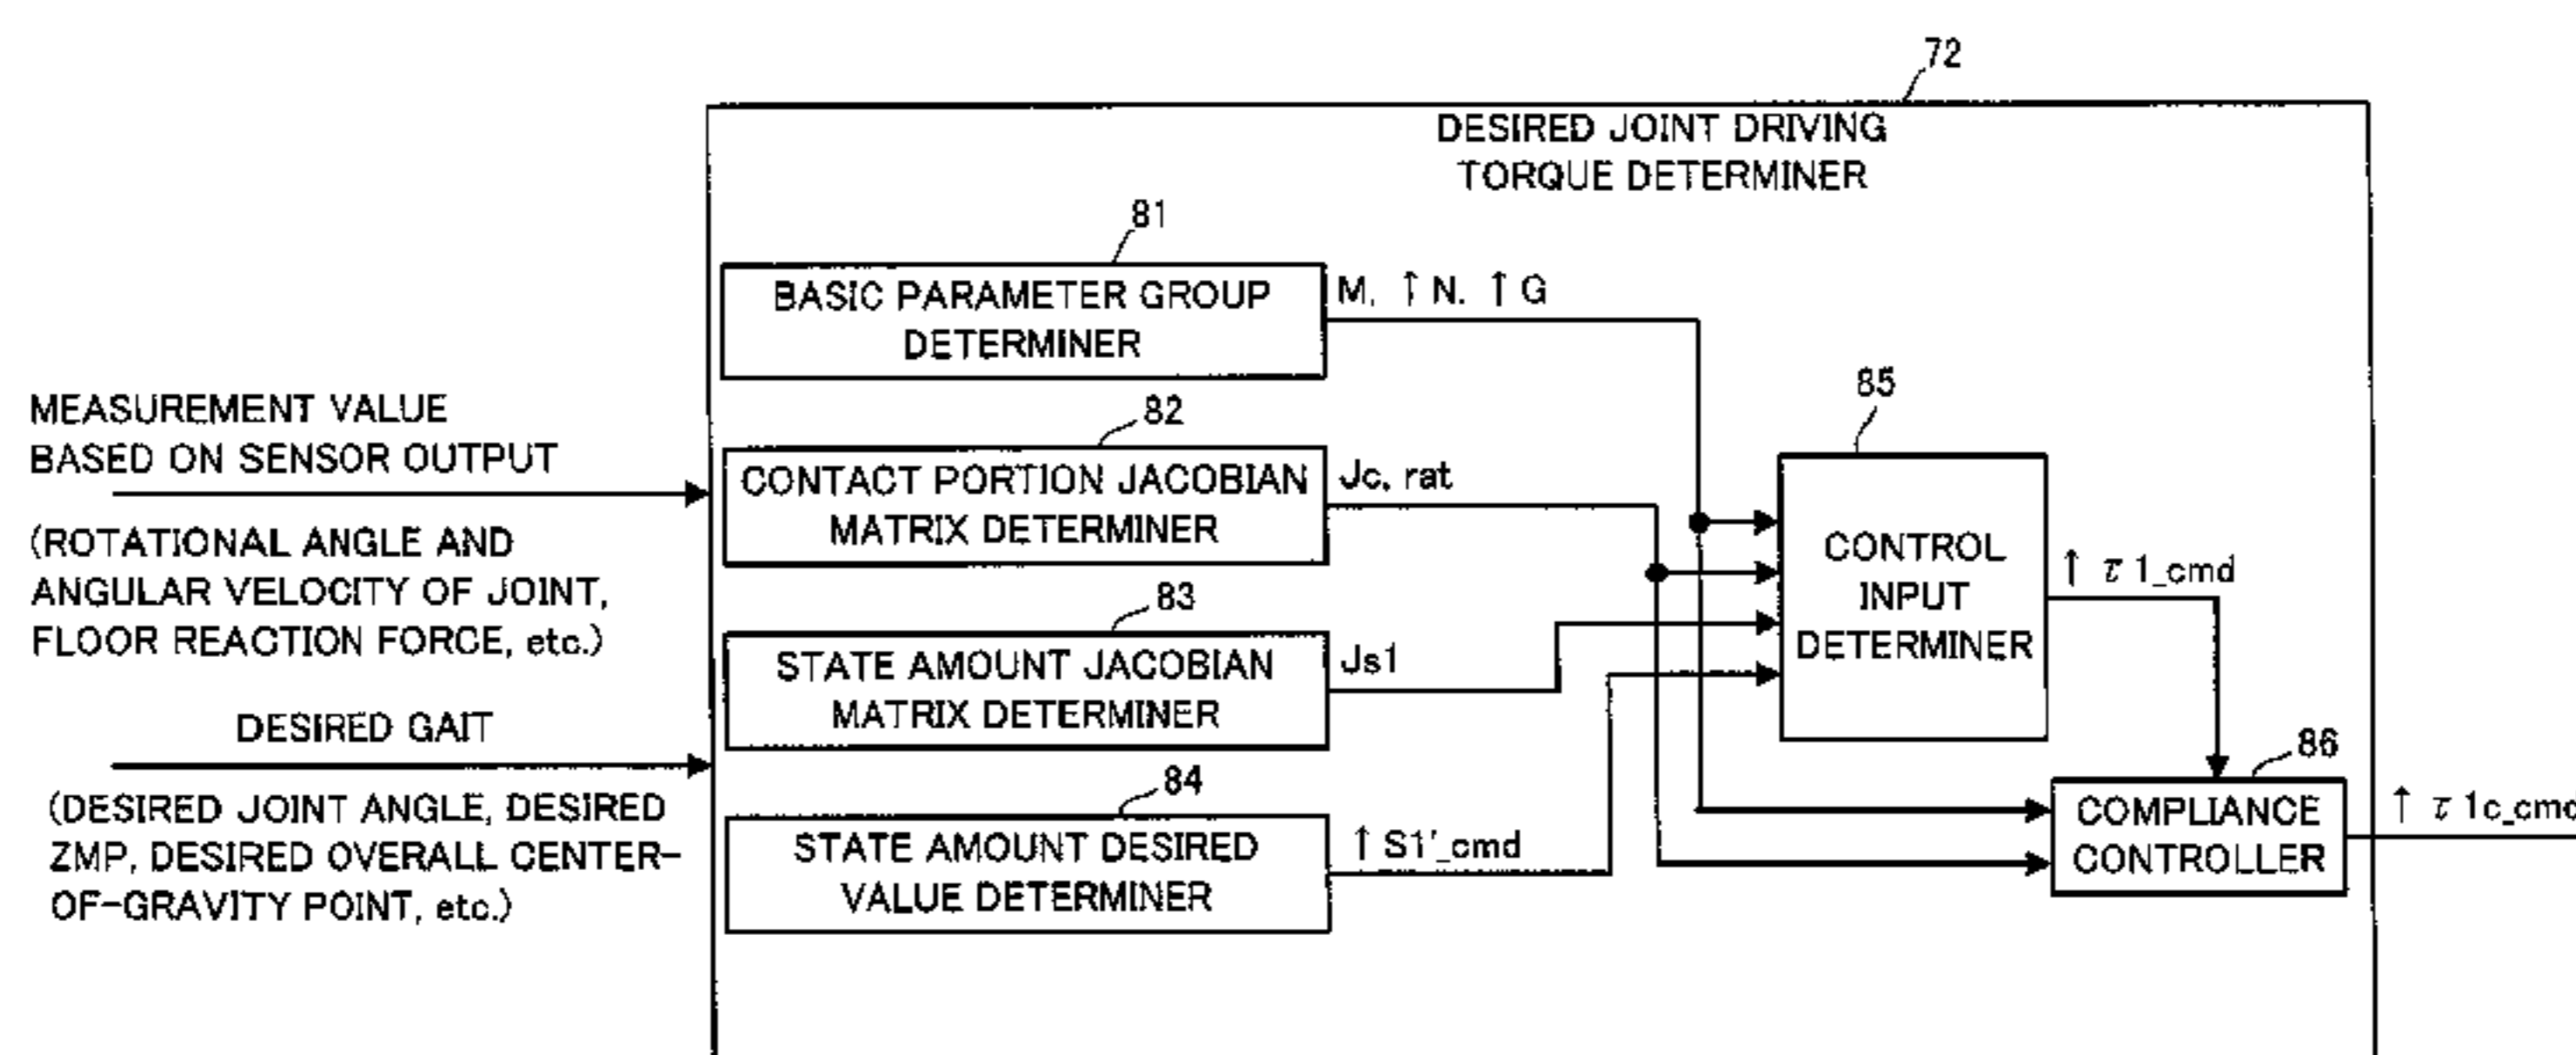 72
DESIRED JOINT DRIVING
TORQUE DETERMINER
81
BASIC PARAMETER GROUP
DETERMINER
M, ↑N, ↑G
MEASUREMENT VALUE
BASED ON SENSOR OUTPUT
(ROTATIONAL ANGLE AND
ANGULAR VELOCITY OF JOINT,
FLOOR REACTION FORCE, etc.)
82
CONTACT PORTION JACOBIAN
MATRIX DETERMINER
Jc, rat
83
STATE AMOUNT JACOBIAN
MATRIX DETERMINER
Js1
DESIRED GAIT
(DESIRED JOINT ANGLE, DESIRED
ZMP, DESIRED OVERALL CENTER-
OF-GRAVITY POINT, etc.)
84
STATE AMOUNT DESIRED
VALUE DETERMINER
↑S1'_cmd
85
CONTROL
INPUT
DETERMINER
↑τ1_cmd
86
COMPLIANCE
CONTROLLER
↑τ1c_cmd